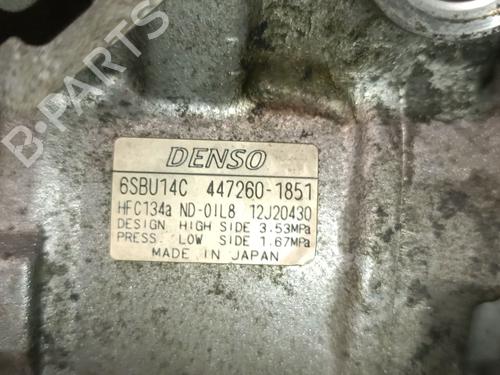 B-PARTS
DENSO
6SBU14C 447260-1851
HFC134a ND-OIL8 12J20430
DESIGN HIGH SIDE 3.53MPa
PRESS. LOW SIDE 1.67MPa
MADE IN JAPAN